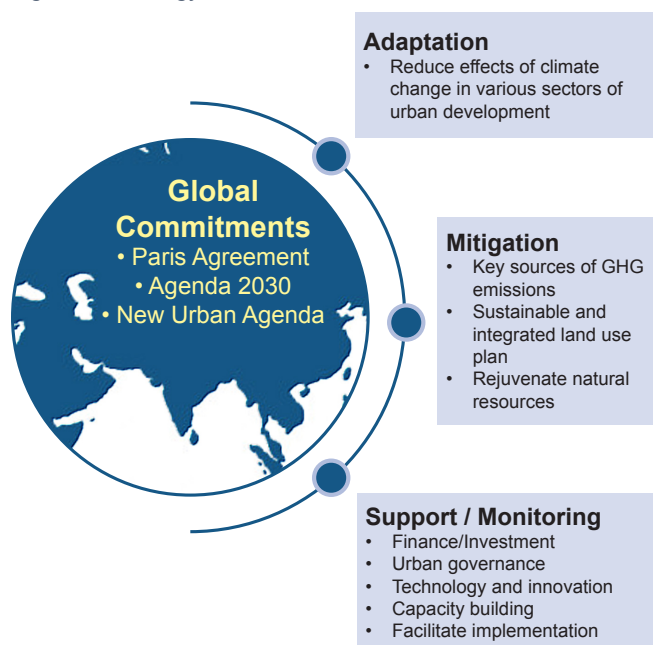 Global
Commitments
• Paris Agreement
• Agenda 2030
• New Urban Agenda
Adaptation
• Reduce effects of climate
change in various sectors of
urban development
Mitigation
• Key sources of GHG
emissions
• Sustainable and
integrated land use
plan
• Rejuvenate natural
resources
Support / Monitoring
• Finance/Investment
• Urban governance
• Technology and innovation
• Capacity building
• Facilitate implementation